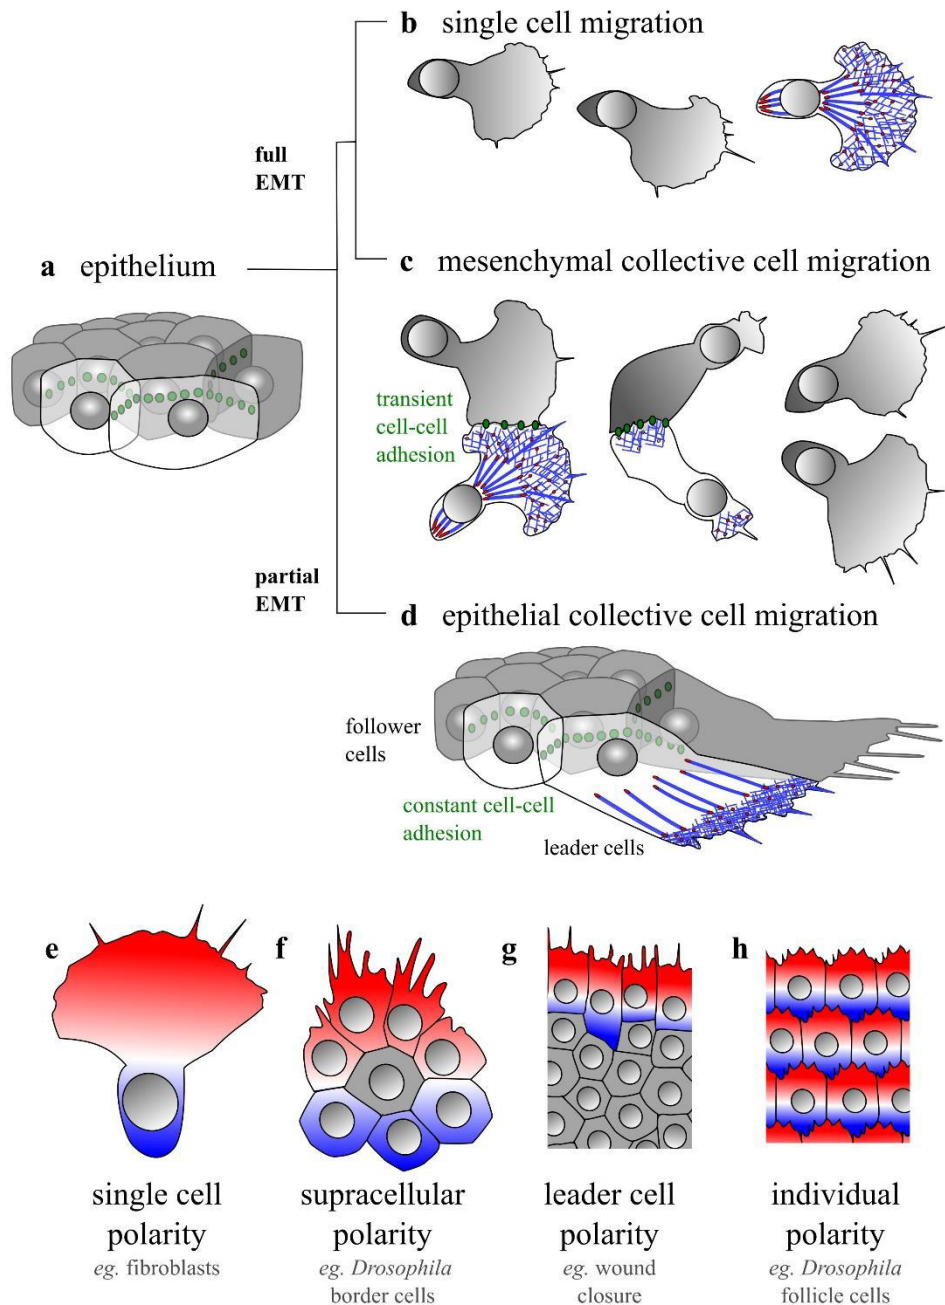 b single cell migration
full
EMT
a epithelium
c mesenchymal collective cell migration
transient
cell-cell
adhesion
partial
EMT
d epithelial collective cell migration
follower
cells
constant cell-cell
adhesion
leader cells
e
f
g
h
single cell
polarity
eg. fibroblasts
supracellular
polarity
eg. Drosophila
border cells
leader cell
polarity
eg. wound
closure
individual
polarity
eg. Drosophila
follicle cells